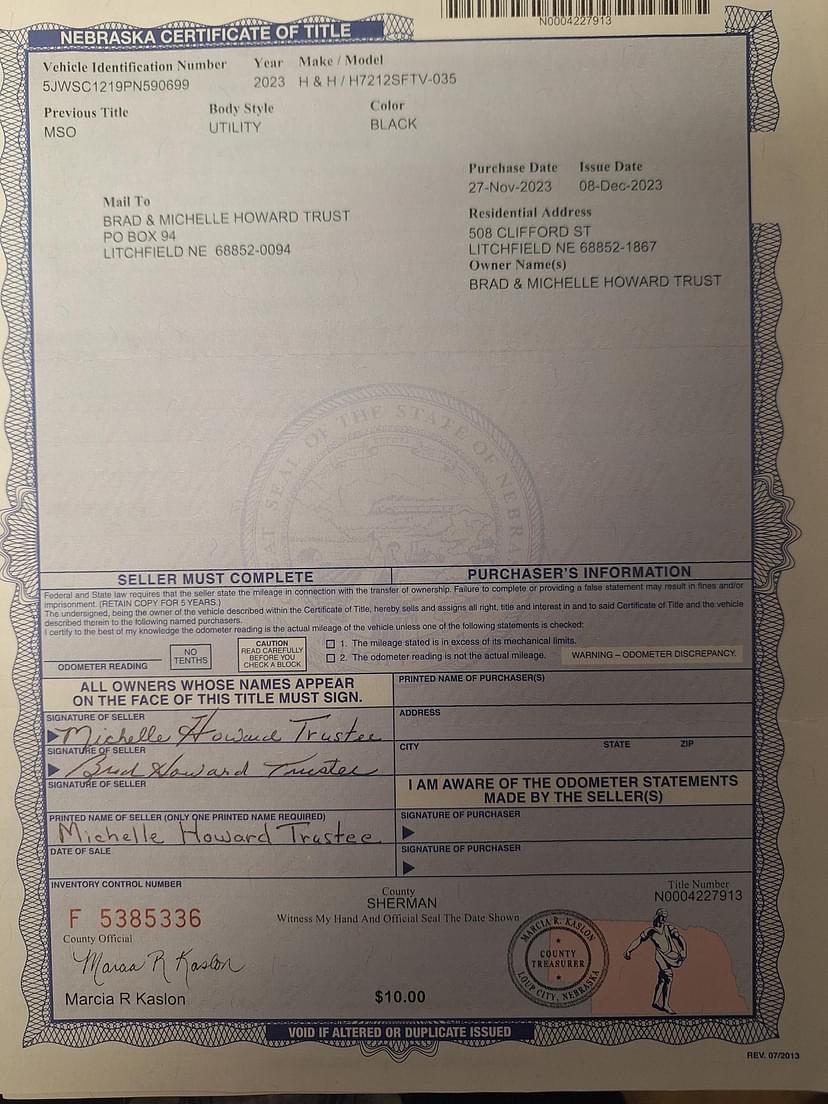 N0004227913
NEBRASKA CERTIFICATE OF TITLE
Vehicle Identification Number Year Make / Model
5JWSC1219PN590699 2023 H & H / H7212SFTV-035
Previous Title Body Style Color
MSO UTILITY BLACK
Purchase Date Issue Date
27-Nov-2023 08-Dec-2023
Mail To
BRAD & MICHELLE HOWARD TRUST
PO BOX 94
LITCHFIELD NE 68852-0094
Residential Address
508 CLIFFORD ST
LITCHFIELD NE 68852-1867
Owner Name(s)
BRAD & MICHELLE HOWARD TRUST
SEAL OF THE STATE OF NEBRA
SELLER MUST COMPLETE PURCHASER'S INFORMATION
Federal and State law requires that the seller state the mileage in connection with the transfer of ownership. Failure to complete or providing a false statement may result in fines and/or
imprisonment. (RETAIN COPY FOR 5 YEARS.)
The undersigned, being the owner of the vehicle described within the Certificate of Title, hereby sells and assigns all right, title and interest in and to said Certificate of Title and the vehicle
described therein to the following named purchasers.
I certify to the best of my knowledge the odometer reading is the actual mileage of the vehicle unless one of the following statements is checked:
ODOMETER READING
NO
TENTHS
CAUTION
READ CAREFULLY
BEFORE YOU
CHECK A BLOCK
1. The mileage stated is in excess of its mechanical limits.
2. The odometer reading is not the actual mileage.
WARNING – ODOMETER DISCREPANCY.
ALL OWNERS WHOSE NAMES APPEAR
ON THE FACE OF THIS TITLE MUST SIGN.
SIGNATURE OF SELLER
Michelle Howard Trustee
SIGNATURE OF SELLER
Brad Howard Trustee
SIGNATURE OF SELLER
PRINTED NAME OF SELLER (ONLY ONE PRINTED NAME REQUIRED)
Michelle Howard Trustee
DATE OF SALE
PRINTED NAME OF PURCHASER(S)
ADDRESS
CITY STATE ZIP
I AM AWARE OF THE ODOMETER STATEMENTS
MADE BY THE SELLER(S)
SIGNATURE OF PURCHASER
SIGNATURE OF PURCHASER
INVENTORY CONTROL NUMBER
F 5385336
County Official
Marcia R Kaslon
Marcia R Kaslon
County
SHERMAN
Witness My Hand And Official Seal The Date Shown
$10.00
MARCIA R. KASLON
COUNTY
TREASURER
LOUP CITY, NEBRASKA
Title Number
N0004227913
VOID IF ALTERED OR DUPLICATE ISSUED
REV. 07/2013